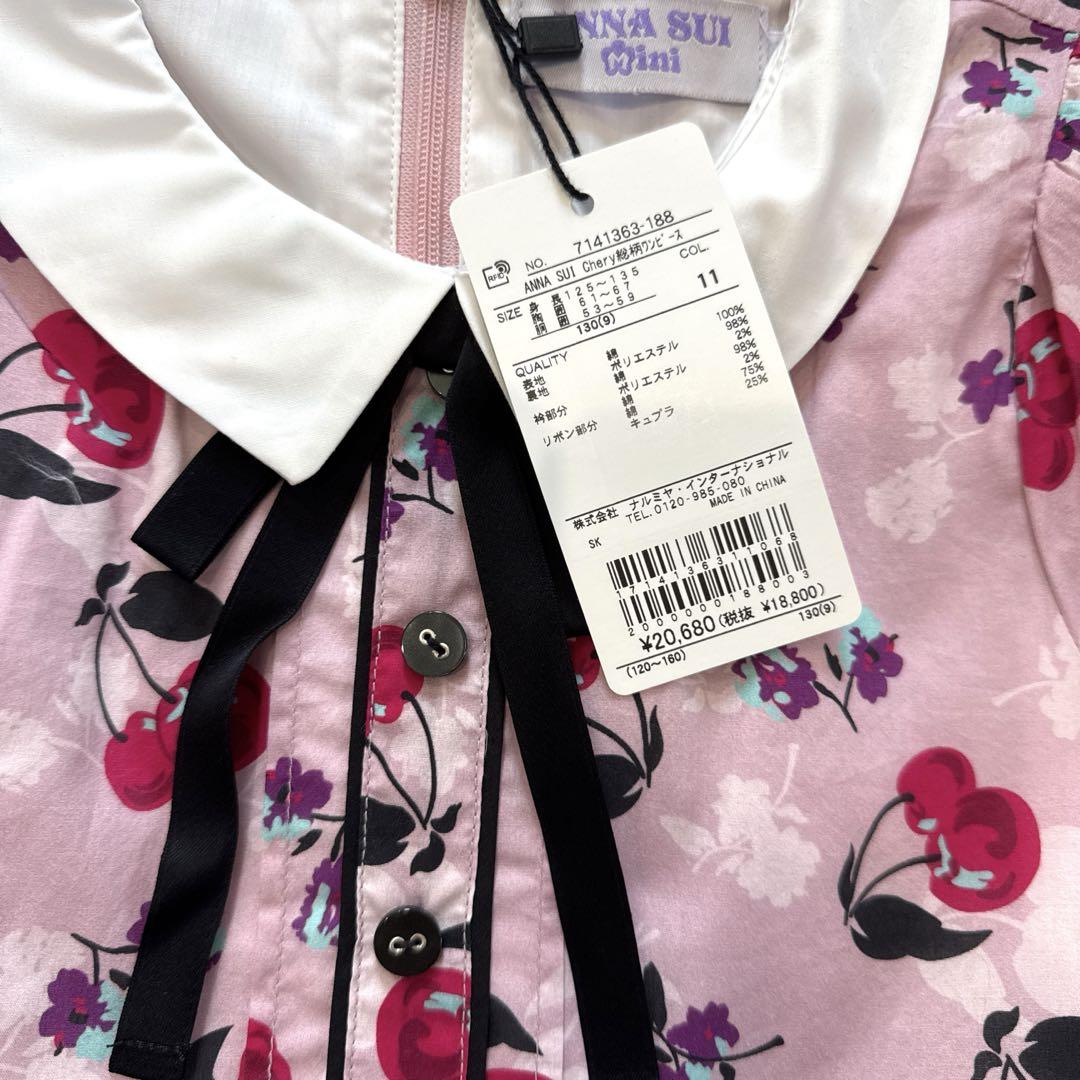 ANNA SUI
mini
RFID
NO. 7141363-188
ANNA SUI Chery総柄ワンピース
COL.
SIZE 身長 125~135
胸囲 61~67
胴囲 53~59
130(9)
11
QUALITY
表地 綿 100%
裏地 ポリエステル 98%
綿 2%
衿部分 ポリエステル 98%
綿 2%
リボン部分 綿 75%
キュプラ 25%
株式会社 ナルミヤ・インターナショナル
TEL.0120-985-080
SK MADE IN CHINA
1714136311068
2000000188003
¥20,680(税抜 ¥18,800)
(120~160) 130(9)